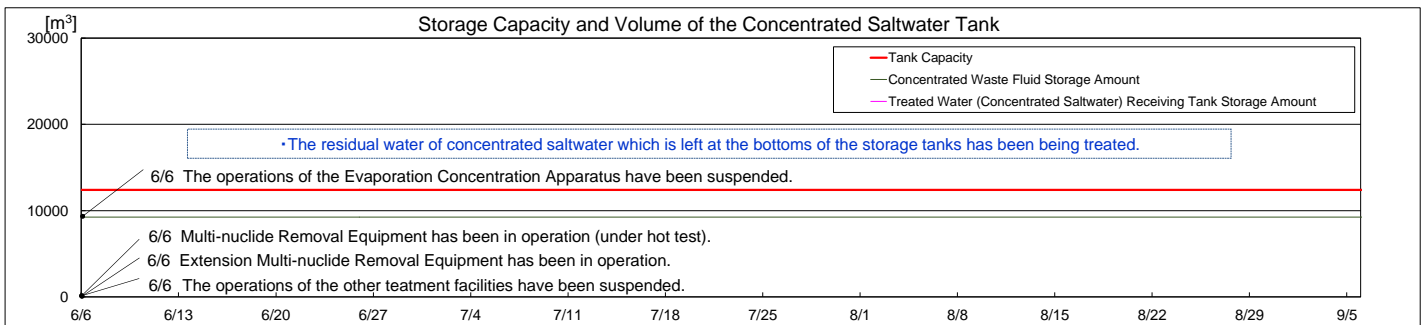 Storage Capacity and Volume of the Concentrated Saltwater Tank
[m³]
30000
Tank Capacity
Concentrated Waste Fluid Storage Amount
Treated Water (Concentrated Saltwater) Receiving Tank Storage Amount
20000
・The residual water of concentrated saltwater which is left at the bottoms of the storage tanks has been being treated.
6/6 The operations of the Evaporation Concentration Apparatus have been suspended.
10000
6/6 Multi-nuclide Removal Equipment has been in operation (under hot test).
6/6 Extension Multi-nuclide Removal Equipment has been in operation.
6/6 The operations of the other teatment facilities have been suspended.
0
6/6 6/13 6/20 6/27 7/4 7/11 7/18 7/25 8/1 8/8 8/15 8/22 8/29 9/5